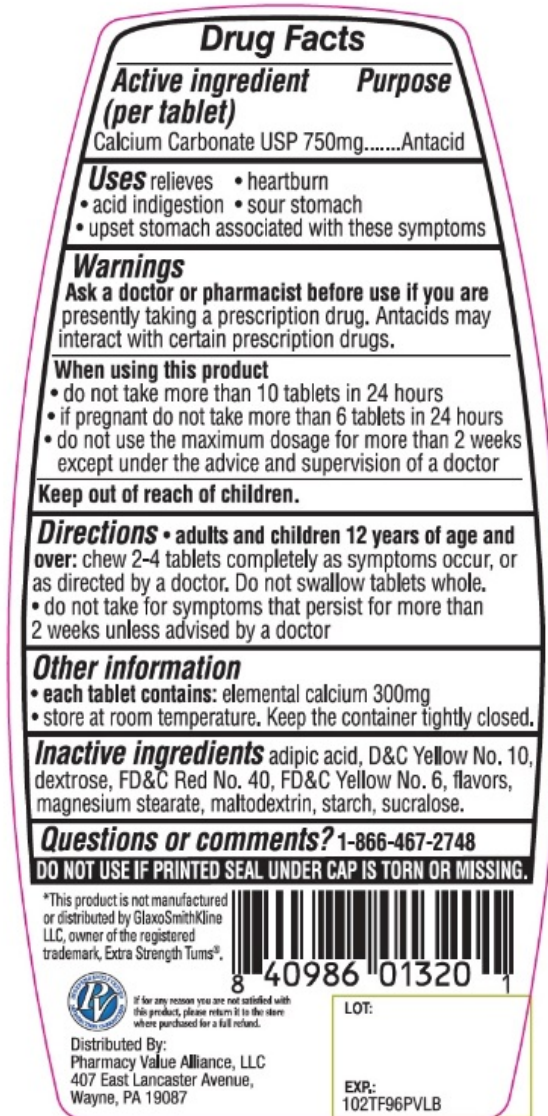 Drug Facts
Active ingredient Purpose
(per tablet)
Calcium Carbonate USP 750mg.......Antacid
Uses relieves • heartburn
• acid indigestion • sour stomach
• upset stomach associated with these symptoms
Warnings
Ask a doctor or pharmacist before use if you are
presently taking a prescription drug. Antacids may
interact with certain prescription drugs.
When using this product
• do not take more than 10 tablets in 24 hours
• if pregnant do not take more than 6 tablets in 24 hours
• do not use the maximum dosage for more than 2 weeks
except under the advice and supervision of a doctor
Keep out of reach of children.
Directions • adults and children 12 years of age and
over: chew 2-4 tablets completely as symptoms occur, or
as directed by a doctor. Do not swallow tablets whole.
• do not take for symptoms that persist for more than
2 weeks unless advised by a doctor
Other information
• each tablet contains: elemental calcium 300mg
• store at room temperature. Keep the container tightly closed.
Inactive ingredients adipic acid, D&C Yellow No. 10,
dextrose, FD&C Red No. 40, FD&C Yellow No. 6, flavors,
magnesium stearate, maltodextrin, starch, sucralose.
Questions or comments? 1-866-467-2748
DO NOT USE IF PRINTED SEAL UNDER CAP IS TORN OR MISSING.
*This product is not manufactured
or distributed by GlaxoSmithKline
LLC, owner of the registered
trademark, Extra Strength Tums®.
8 40986 01320 1
PV
If for any reason you are not satisfied with
this product, please return it to the store
where purchased for a full refund.
Distributed By:
Pharmacy Value Alliance, LLC
407 East Lancaster Avenue,
Wayne, PA 19087
LOT:
EXP.:
102TF96PVLB